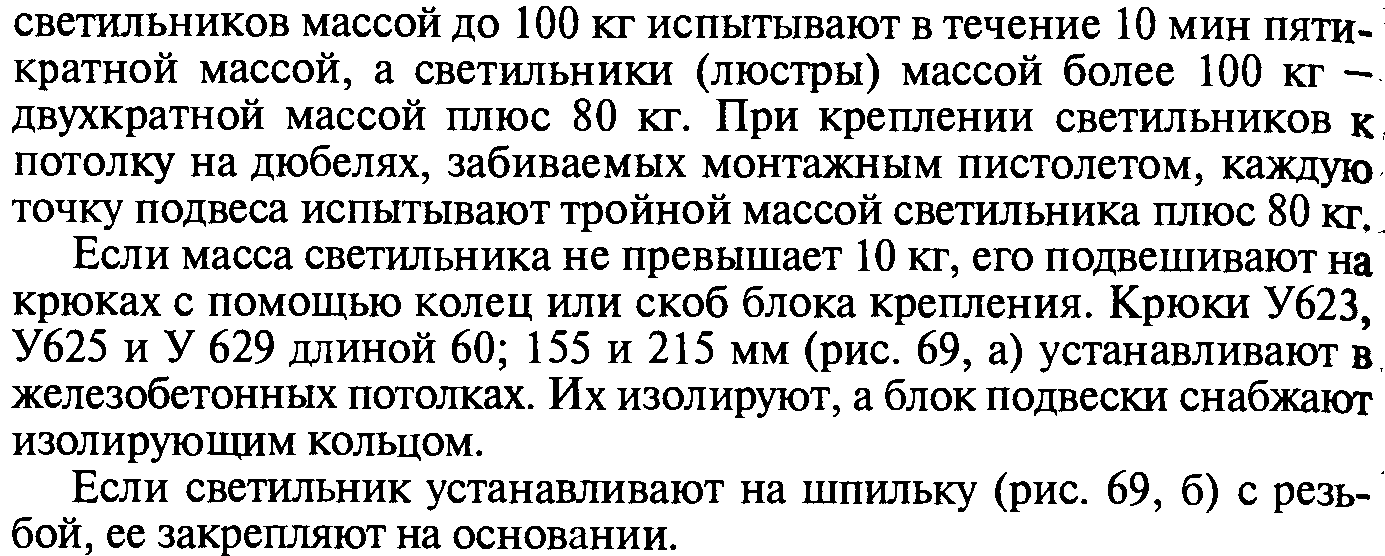 светильников массой до 100 кг испытывают в течение 10 мин пяти-
кратной массой, а светильники (люстры) массой более 100 кг –
двухкратной массой плюс 80 кг. При креплении светильников к
потолку на дюбелях, забиваемых монтажным пистолетом, каждую
точку подвеса испытывают тройной массой светильника плюс 80 кг.
Если масса светильника не превышает 10 кг, его подвешивают на
крюках с помощью колец или скоб блока крепления. Крюки У623,
У625 и У 629 длиной 60; 155 и 215 мм (рис. 69, а) устанавливают в
железобетонных потолках. Их изолируют, а блок подвески снабжают
изолирующим кольцом.
Если светильник устанавливают на шпильку (рис. 69, б) с резь-
бой, ее закрепляют на основании.